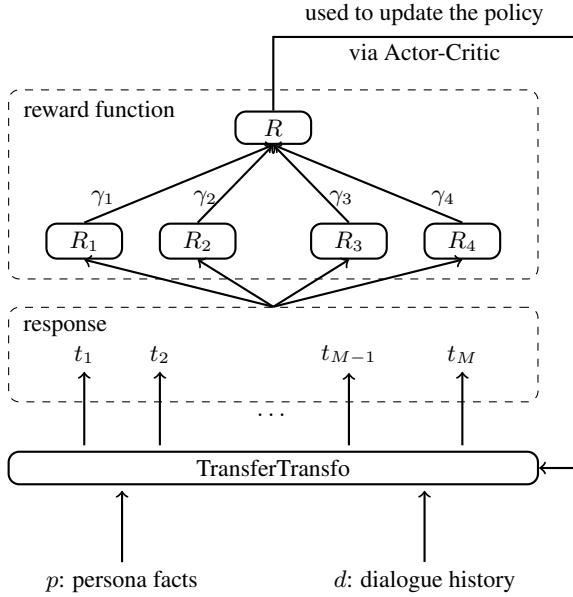 used to update the policy
via Actor-Critic
reward function
R
γ1 γ2 γ3 γ4
R1 R2 R3 R4
response
t1 t2 tM−1 tM
...
TransferTransfo
p: persona facts d: dialogue history